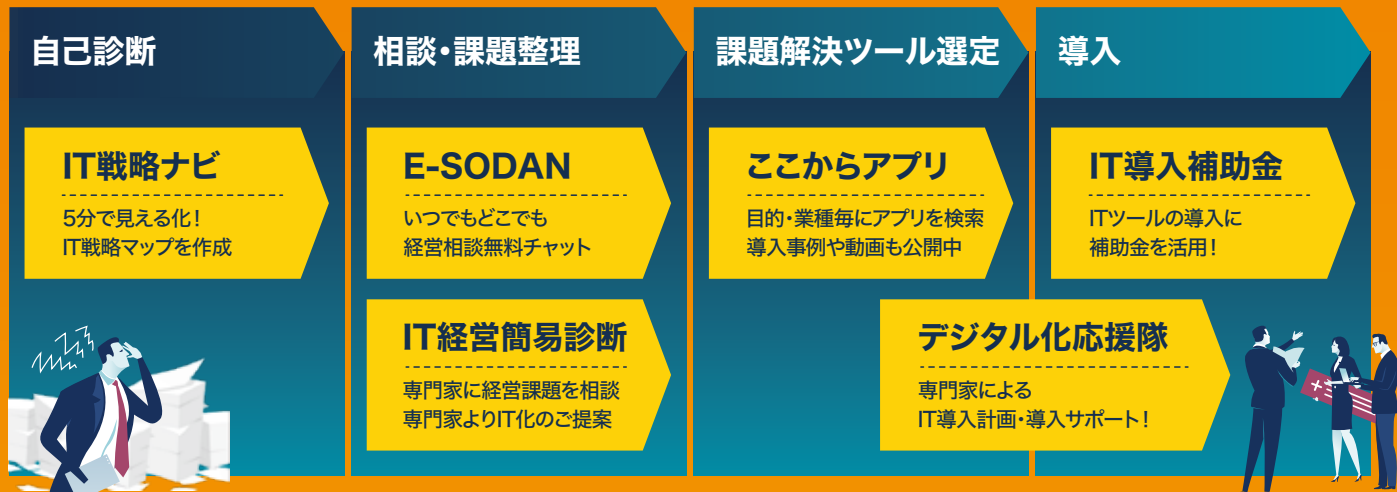 自己診断
IT戦略ナビ
5分で見える化！
IT戦略マップを作成
相談・課題整理
E-SODAN
いつでもどこでも
経営相談無料チャット
IT経営簡易診断
専門家に経営課題を相談
専門家よりIT化のご提案
課題解決ツール選定
ここからアプリ
目的・業種毎にアプリを検索
導入事例や動画も公開中
導入
IT導入補助金
ITツールの導入に
補助金を活用！
デジタル化応援隊
専門家による
IT導入計画・導入サポート！